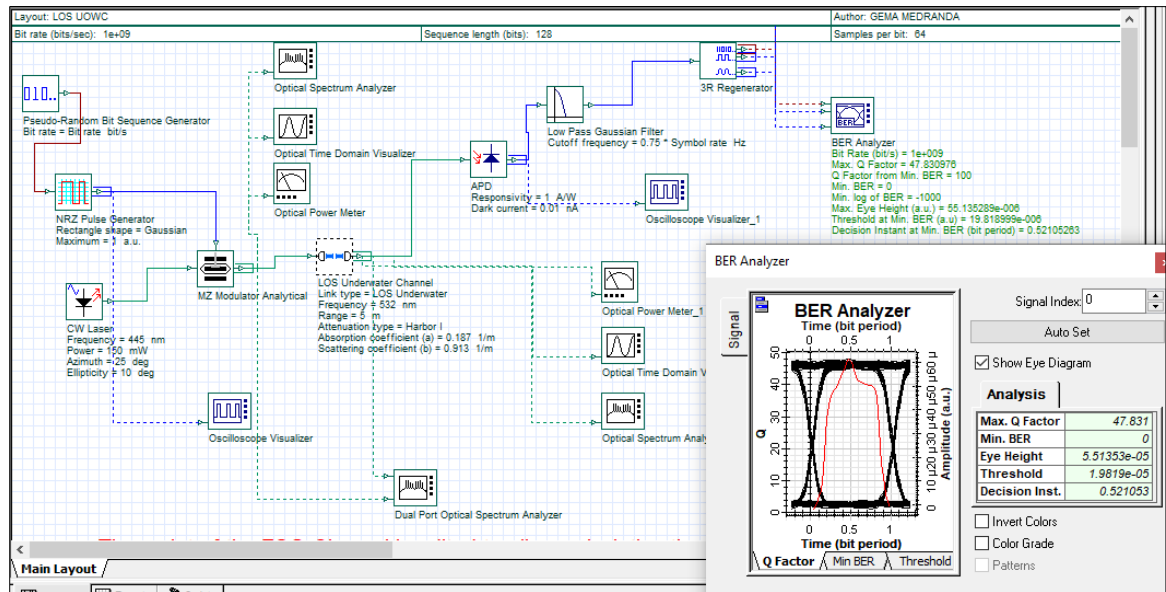 Layout: LOS UOWC
Author: GEMA MEDRANDA
Bit rate (bits/sec): 1e+09
Sequence length (bits): 128
Samples per bit: 64
Pseudo-Random Bit Sequence Generator
Bit rate = Bit rate bit/s
NRZ Pulse Generator
Rectangle shape = Gaussian
Maximum = 1 a.u.
CW Laser
Frequency = 445 nm
Power = 150 mW
Azimuth = 25 deg
Ellipticity = 10 deg
MZ Modulator Analytical
Oscilloscope Visualizer
Optical Spectrum Analyzer
Optical Time Domain Visualizer
Optical Power Meter
LOS Underwater Channel
Link type = LOS Underwater
Frequency = 532 nm
Range = 5 m
Attenuation type = Harbor I
Absorption coefficient (a) = 0.187 1/m
Scattering coefficient (b) = 0.913 1/m
Dual Port Optical Spectrum Analyzer
APD
Responsivity = 1 A/W
Dark current = 0.01 nA
Low Pass Gaussian Filter
Cutoff frequency = 0.75 * Symbol rate Hz
Oscilloscope Visualizer_1
3R Regenerator
Optical Power Meter_1
Optical Time Domain V
Optical Spectrum Analy
BER
BER Analyzer
Bit Rate (bit/s) = 1e+009
Max. Q Factor = 47.830976
Q Factor from Min. BER = 100
Min. BER = 0
Min. log of BER = -1000
Max. Eye Height (a.u.) = 55.135289e-006
Threshold at Min. BER (a.u) = 19.818999e-006
Decision Instant at Min. BER (bit period) = 0.52105263
Main Layout
BER Analyzer
Signal
BER Analyzer
Time (bit period)
0 0.5 1
Q
0 10 20 30 40 50
Amplitude (a.u.)
0 10 µ 20 µ 30 µ 40 µ 50 µ 60 µ
0 0.5 1
Time (bit period)
Q Factor Min BER Threshold
Signal Index: 0
Auto Set
Show Eye Diagram
Analysis
Max. Q Factor 47.831
Min. BER 0
Eye Height 5.51353e-05
Threshold 1.9819e-05
Decision Inst. 0.521053
Invert Colors
Color Grade
Patterns